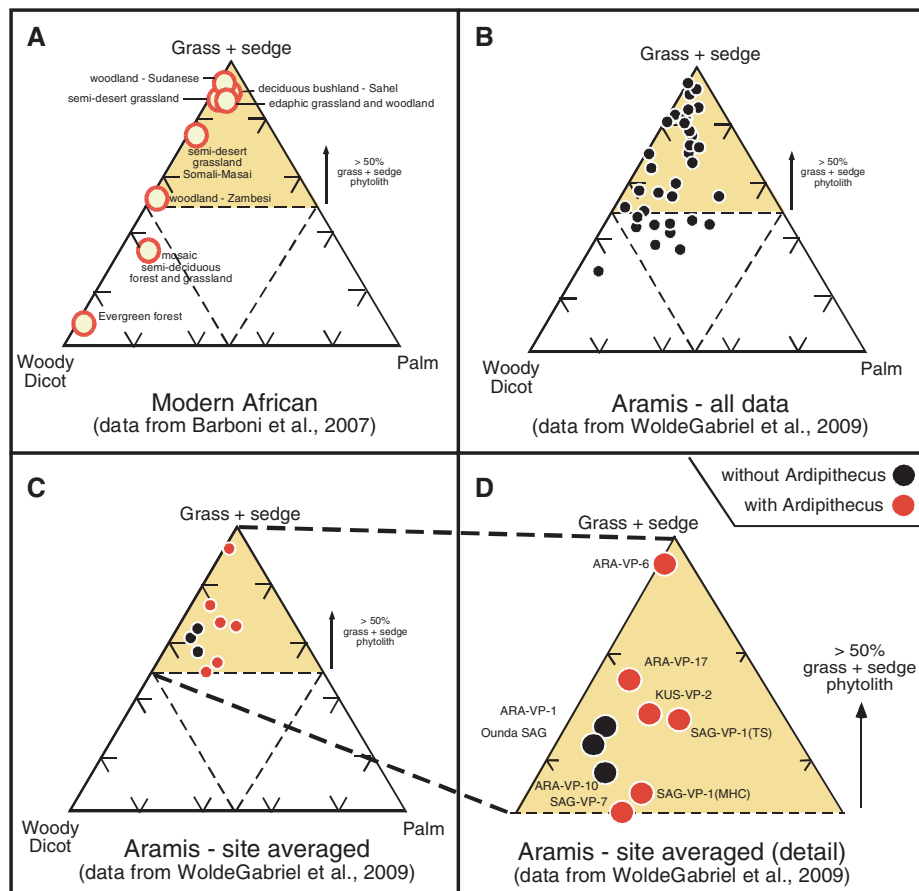 A
Grass + sedge
woodland - Sudanese
deciduous bushland - Sahel
semi-desert grassland
edaphic grassland and woodland
semi-desert
grassland
Somali-Masai
> 50%
grass + sedge
phytolith
woodland - Zambesi
mosaic
semi-deciduous
forest and grassland
Evergreen forest
Woody
Dicot
Palm
Modern African
(data from Barboni et al., 2007)
B
Grass + sedge
> 50%
grass + sedge
phytolith
Woody
Dicot
Palm
Aramis - all data
(data from WoldeGabriel et al., 2009)
C
Grass + sedge
> 50%
grass + sedge
phytolith
Woody
Dicot
Palm
Aramis - site averaged
(data from WoldeGabriel et al., 2009)
D
without Ardipithecus
with Ardipithecus
Grass + sedge
ARA-VP-6
> 50%
grass + sedge
phytolith
ARA-VP-17
KUS-VP-2
ARA-VP-1
Ounda SAG
SAG-VP-1(TS)
ARA-VP-10
SAG-VP-7
SAG-VP-1(MHC)
Aramis - site averaged (detail)
(data from WoldeGabriel et al., 2009)